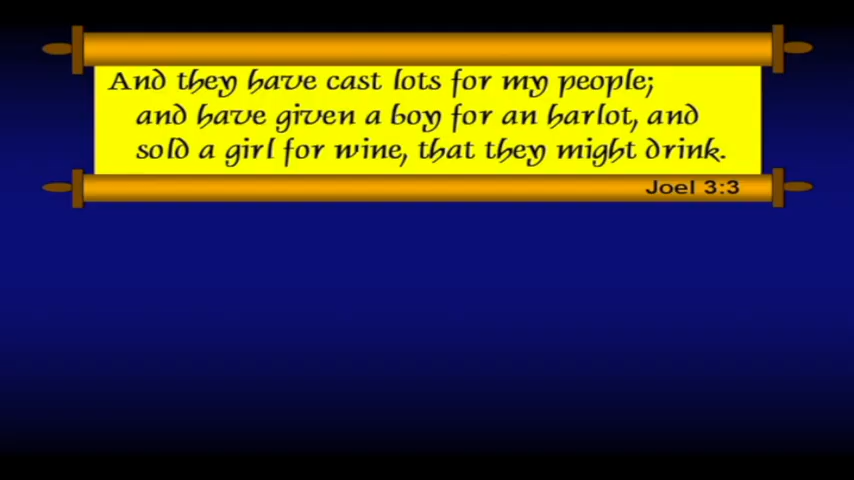 And they have cast lots for my people;
and have given a boy for an harlot, and
sold a girl for wine, that they might drink.
Joel 3:3